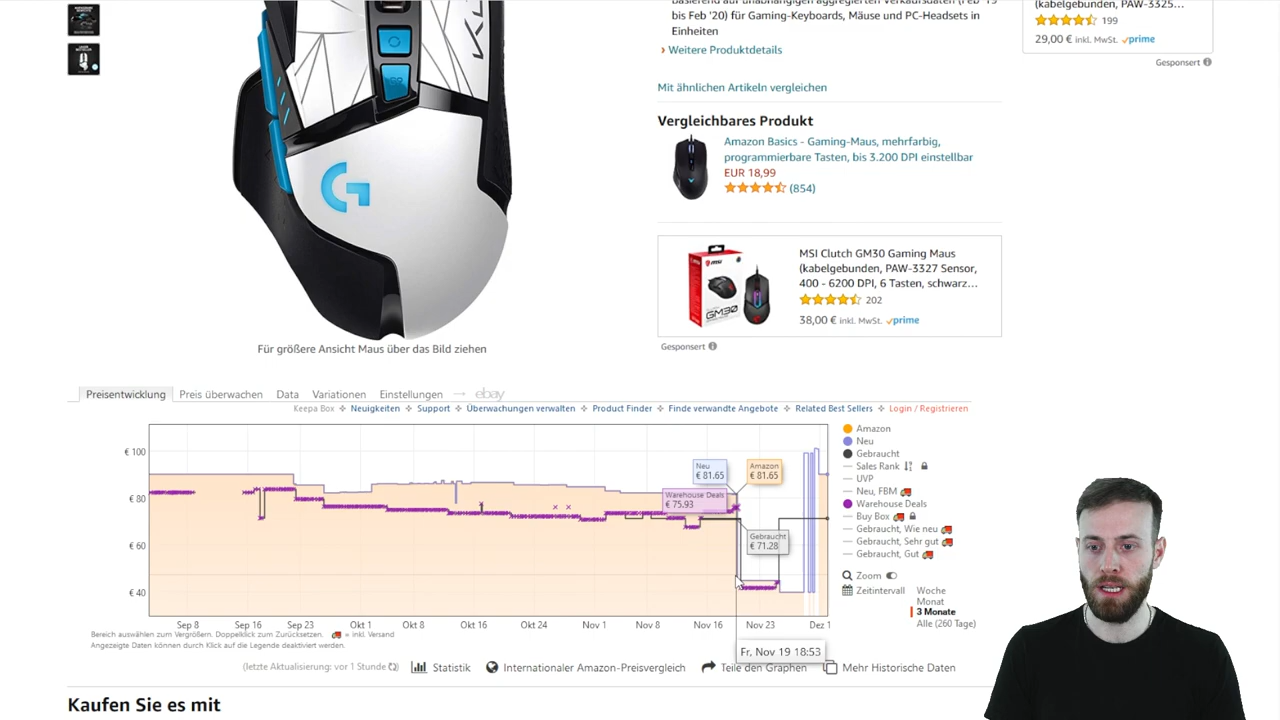 basierend auf unabhängigen aggregierten Verkaufsdaten (Feb '19
bis Feb '20) für Gaming-Keyboards, Mäuse und PC-Headsets in
Einheiten
› Weitere Produktdetails
Mit ähnlichen Artikeln vergleichen
Vergleichbares Produkt
Amazon Basics - Gaming-Maus, mehrfarbig,
programmierbare Tasten, bis 3.200 DPI einstellbar
EUR 18,99
(854)
MSI Clutch GM30 Gaming Maus
(kabelgebunden, PAW-3327 Sensor,
400 - 6200 DPI, 6 Tasten, schwarz...
202
38,00 € inkl. MwSt. prime
Gesponsert
(kabelgebunden, PAW-3325...
199
29,00 € inkl. MwSt. prime
Gesponsert
msi
GM30
G
Für größere Ansicht Maus über das Bild ziehen
Preisentwicklung Preis überwachen Data Variationen Einstellungen → ebay
Keepa Box Neuigkeiten Support Überwachungen verwalten Product Finder Finde verwandte Angebote Related Best Sellers Login / Registrieren
€ 100
€ 80
€ 60
€ 40
Neu
€ 81.65
Amazon
€ 81.65
Warehouse Deals
€ 75.93
Gebraucht
€ 71.28
Sep 8 Sep 16 Sep 23 Okt 1 Okt 8 Okt 16 Okt 24 Nov 1 Nov 8 Nov 16 Nov 23 Dez 1
Fr, Nov 19 18:53
Amazon
Neu
Gebraucht
Sales Rank
UVP
Neu, FBM
Warehouse Deals
Buy Box
Gebraucht, Wie neu
Gebraucht, Sehr gut
Gebraucht, Gut
Zoom
Zeitintervall
Woche
Monat
3 Monate
Alle (260 Tage)
Bereich auswählen zum Vergrößern. Doppelklick zum Zurücksetzen. = inkl. Versand
Angezeigte Daten können durch Klick auf die Legende deaktiviert werden.
(letzte Aktualisierung: vor 1 Stunde) Statistik Internationaler Amazon-Preisvergleich Teile den Graphen Mehr Historische Daten
Kaufen Sie es mit